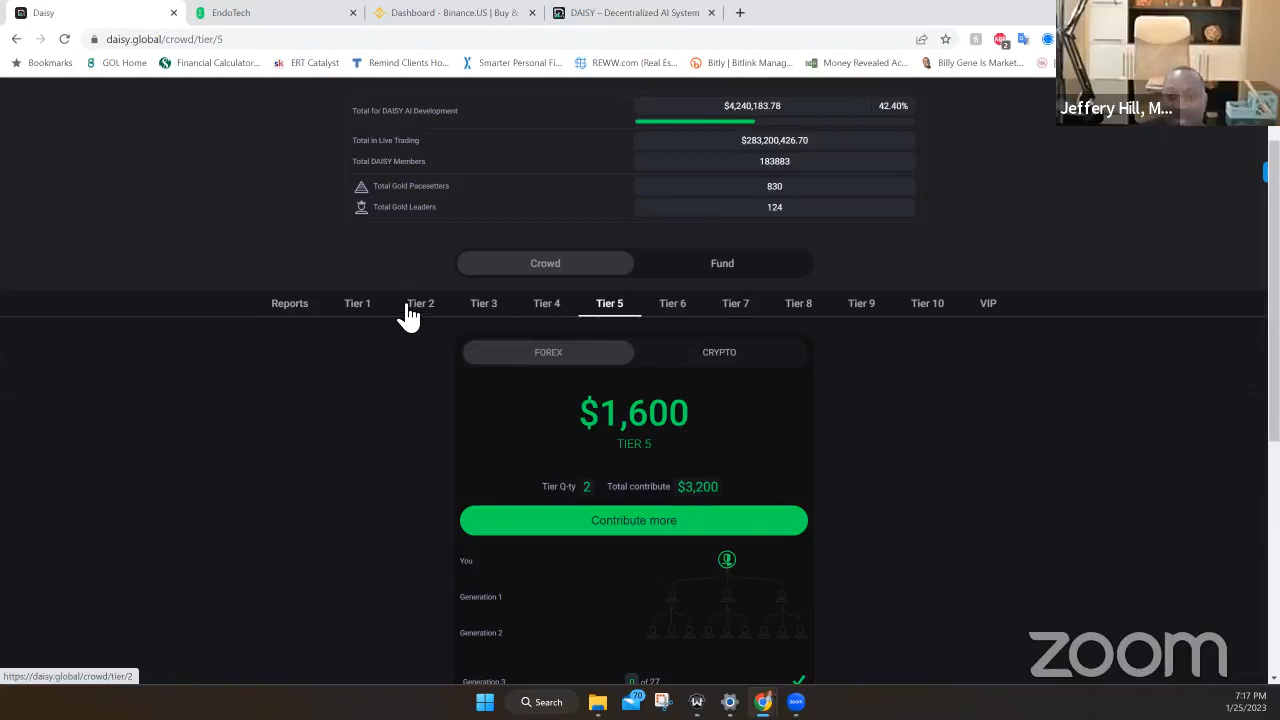 Daisy
EndoTech
Dashboard - BinanceUS | Buy
DAISY – Decentralized AI System
daisy.global/crowd/tier/5
Bookmarks
GOL Home
Financial Calculator...
ERT Catalyst
Remind Clients Home...
Smartr: Personal Fi...
REWW.com (Real Es...
Bitly | Bitlink Manag...
Money Revealed Ac...
Billy Gene Is Market...
2
Jeffery Hill, M...
Total for DAISY AI Development $4,240,183.78 42.40%
Total in Live Trading $283,200,426.70
Total DAISY Members 183883
Total Gold Pacesetters 830
Total Gold Leaders 124
Crowd Fund
Reports Tier 1 Tier 2 Tier 3 Tier 4 Tier 5 Tier 6 Tier 7 Tier 8 Tier 9 Tier 10 VIP
FOREX CRYPTO
$1,600
TIER 5
Tier Q-ty 2 Total contribute $3,200
Contribute more
You
Generation 1
Generation 2
Generation 3 0 of 27
zoom
https://daisy.global/crowd/tier/2
Search
70
zoom
7:17 PM
1/25/2023